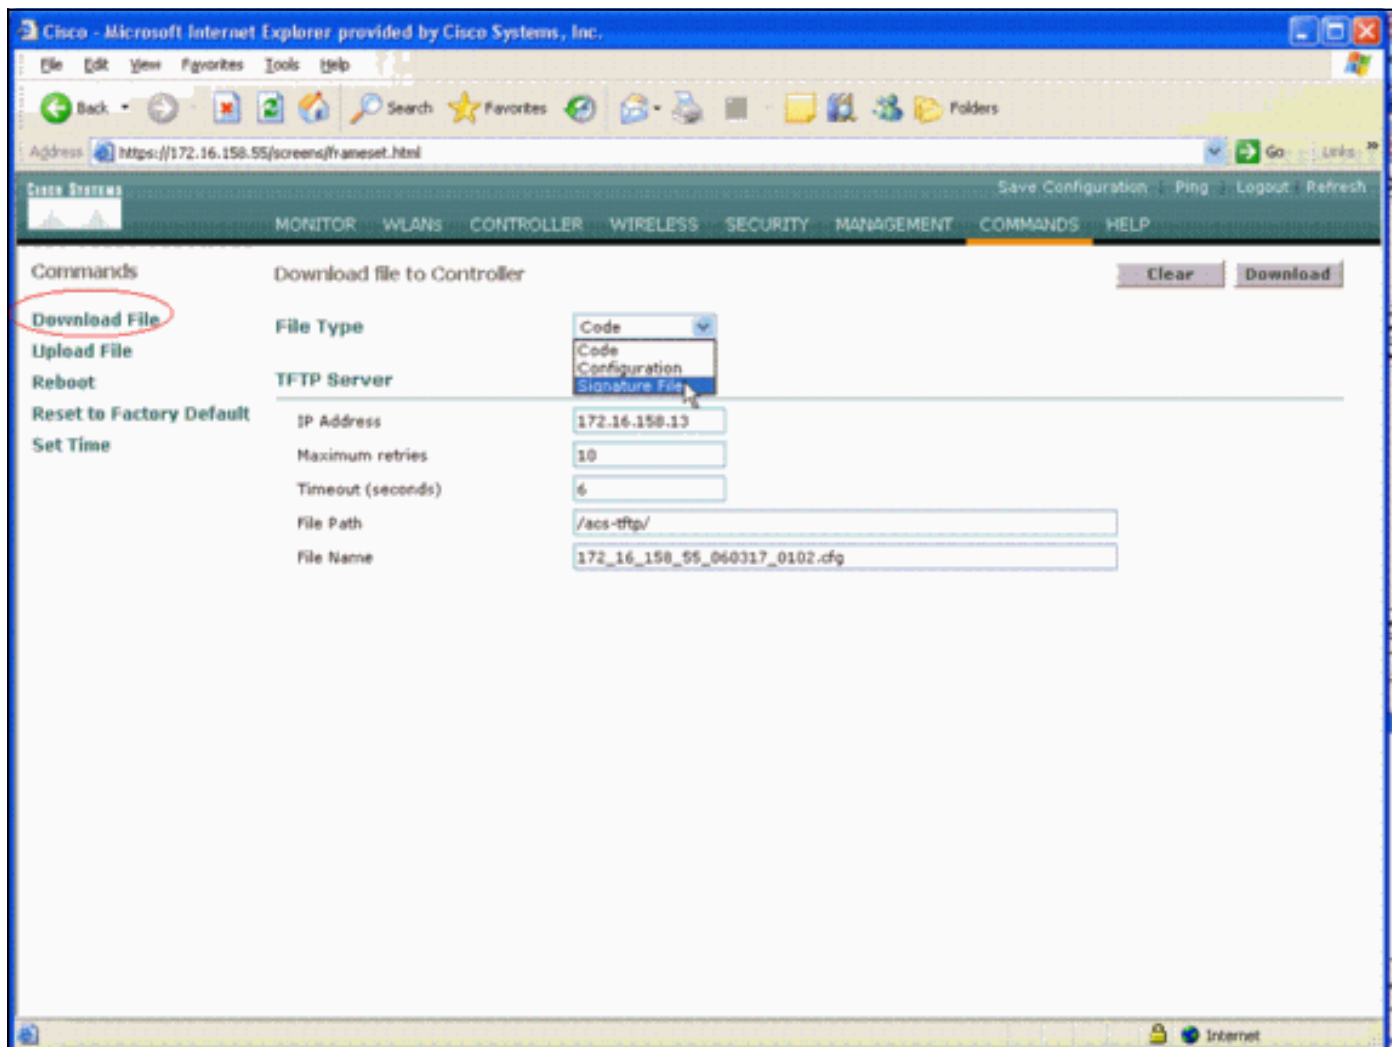 Cisco - Microsoft Internet Explorer provided by Cisco Systems, Inc.
File Edit View Favorites Tools Help
Back Search Favorites Folders
Address https://172.16.158.55/screens/frameset.html Go Links
CISCO SYSTEMS
Save Configuration Ping Logout Refresh
MONITOR WLANs CONTROLLER WIRELESS SECURITY MANAGEMENT COMMANDS HELP
Commands
Download File
Upload File
Reboot
Reset to Factory Default
Set Time
Download file to Controller Clear Download
File Type Code
Code
Configuration
Signature File
TFTP Server
IP Address 172.16.158.13
Maximum retries 10
Timeout (seconds) 6
File Path /acs-tftp/
File Name 172_16_158_55_060317_0102.cfg
Internet